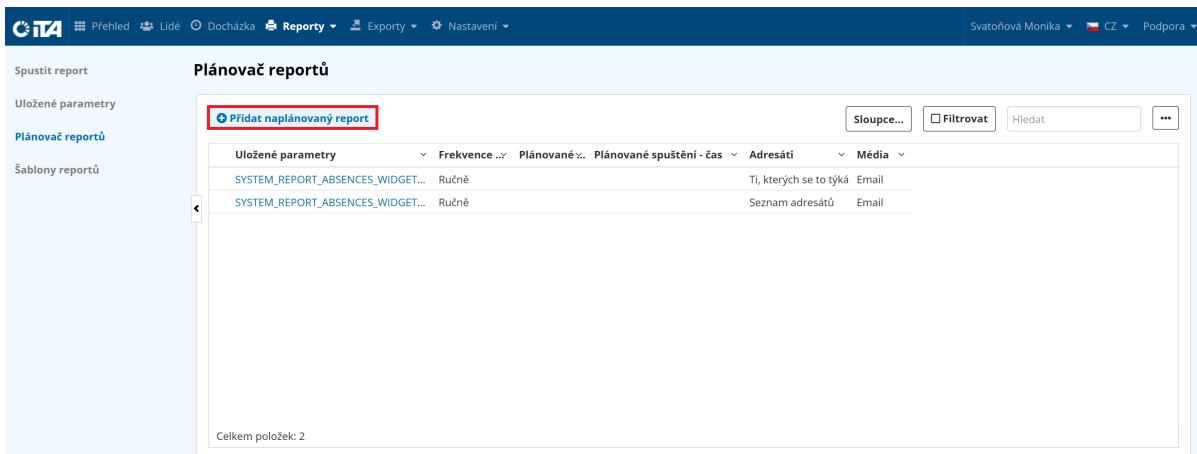 iTA Přehled Lidé Docházka Reporty Exporty Nastavení Svatoňová Monika CZ Podpora
Spustit report
Uložené parametry
Plánovač reportů
Šablony reportů
Plánovač reportů
Přidat naplánovaný report Sloupce... Filtrovat Hledat ...
Uložené parametry Frekvence ... Plánované ... Plánované spuštění - čas Adresáti Média
SYSTEM_REPORT_ABSENCES_WIDGET... Ručně Ti, kterých se to týká Email
SYSTEM_REPORT_ABSENCES_WIDGET... Ručně Seznam adresátů Email
Celkem položek: 2